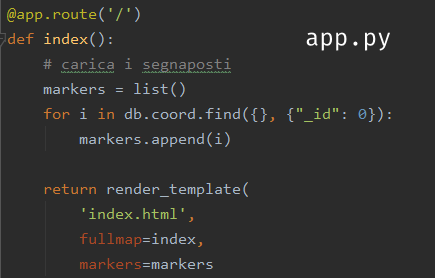 @app.route('/')
def index():
app.py
# carica i segnaposti
markers = list()
for i in db.coord.find({}, {"_id": 0}):
markers.append(i)
return render_template(
'index.html',
fullmap=index,
markers=markers